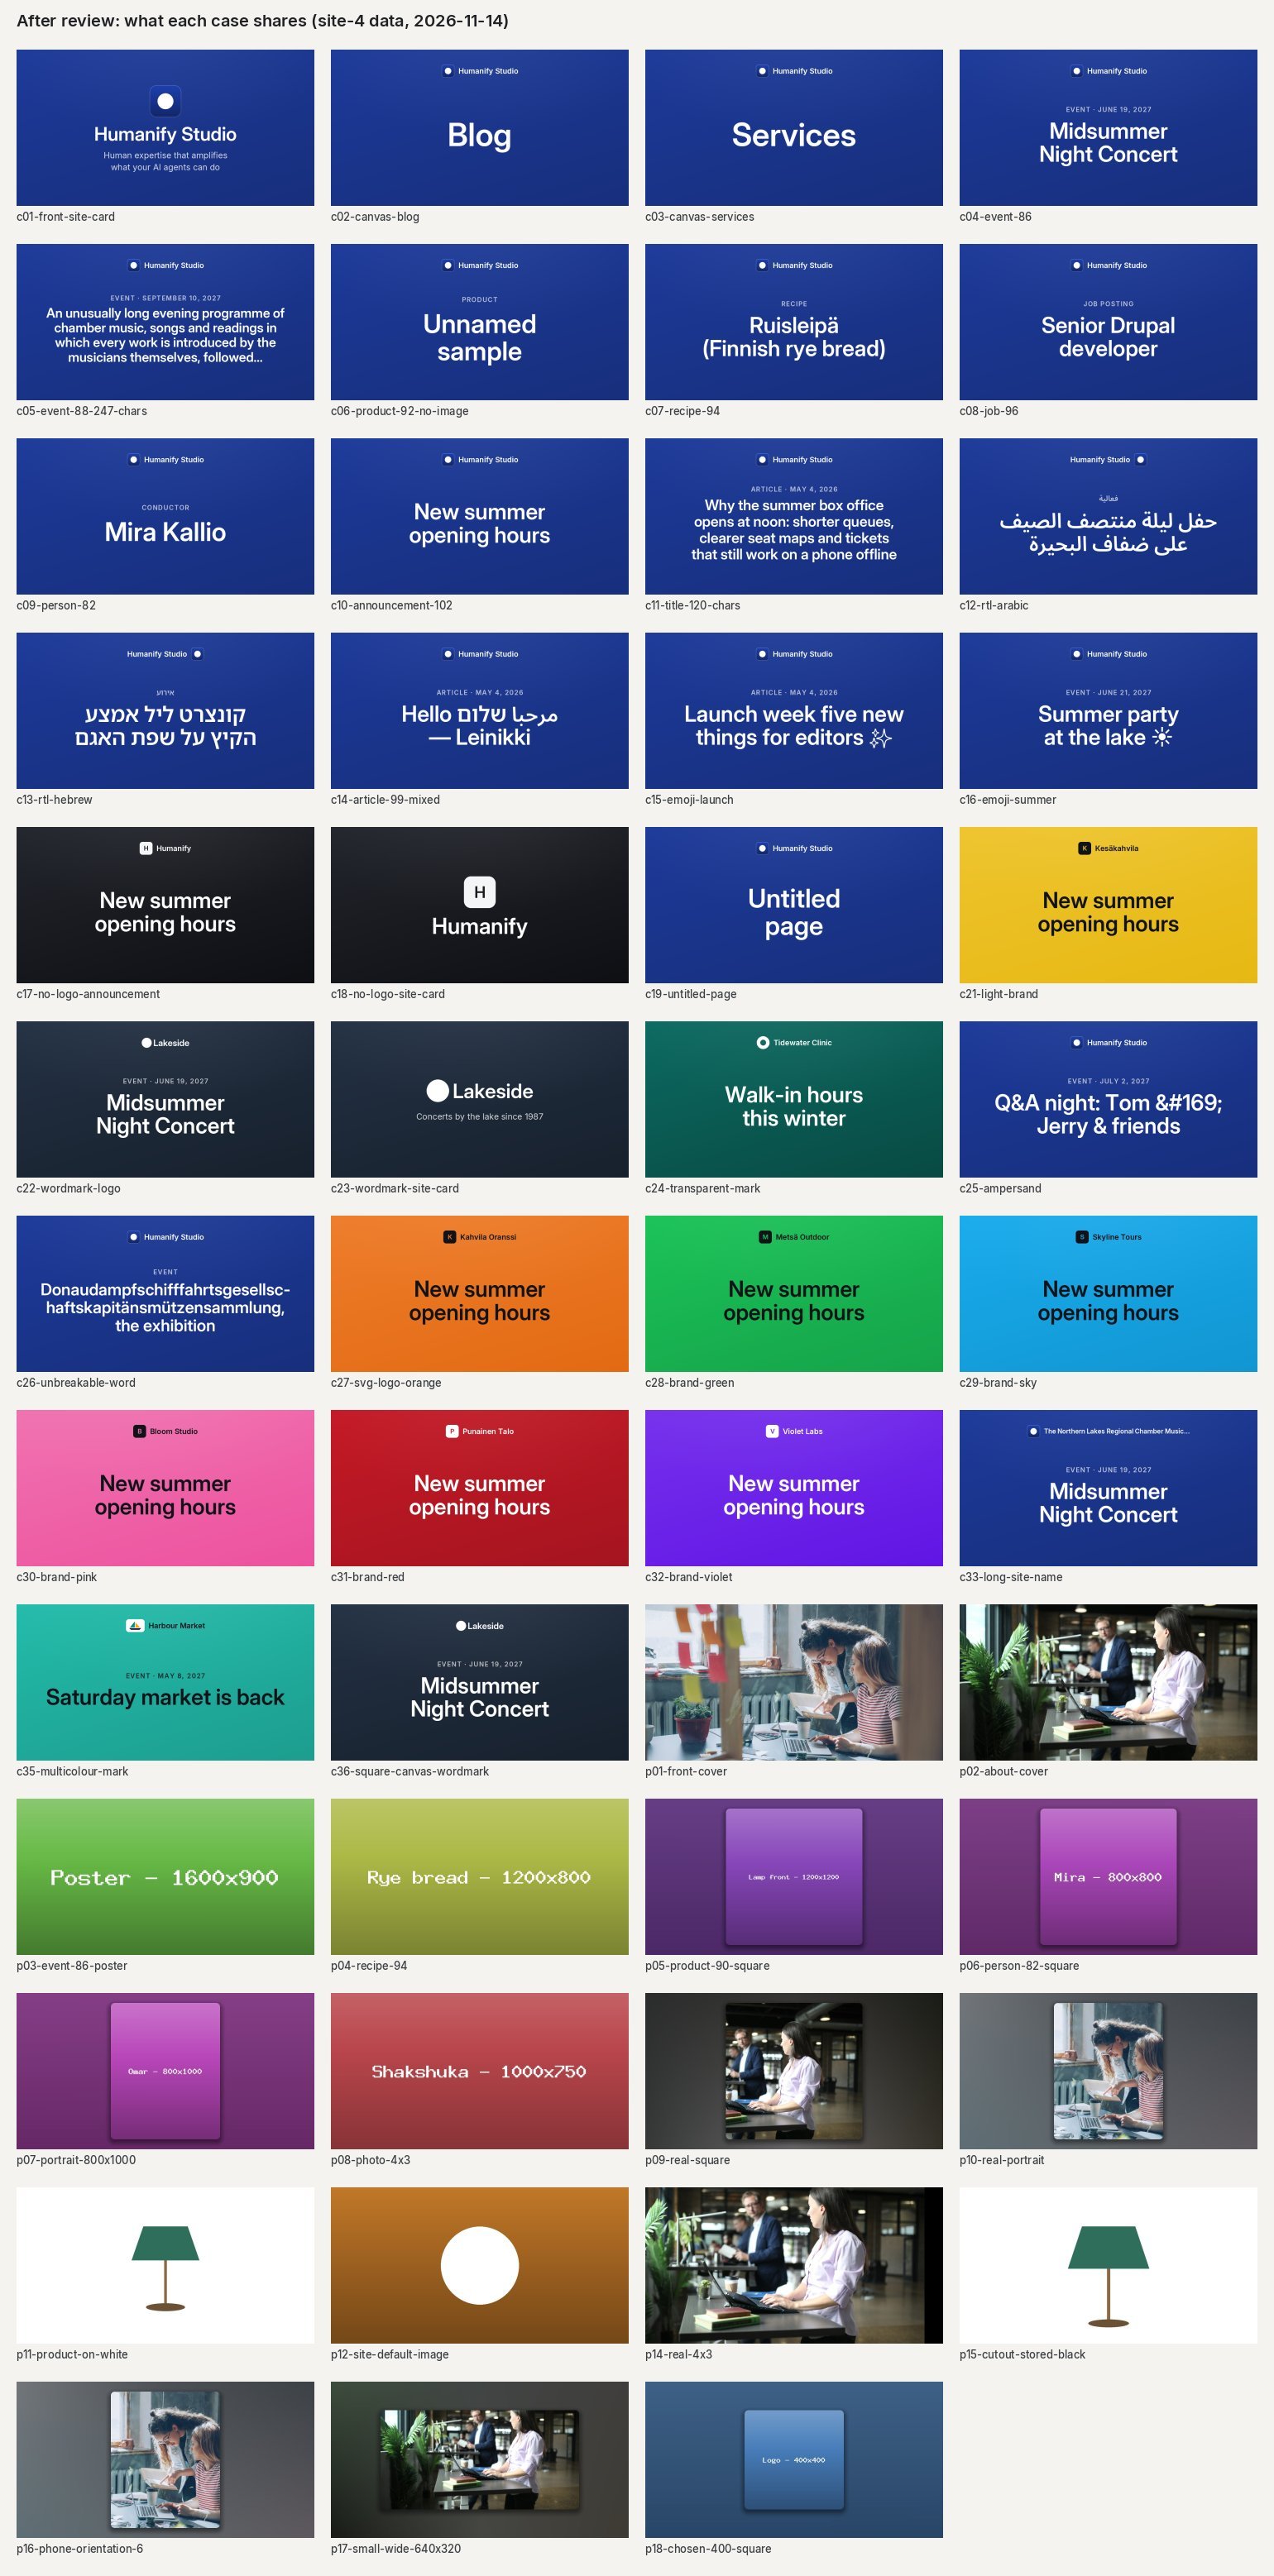 After review: what each case shares (site-4 data, 2026-11-14)
Humanify Studio
Human expertise that amplifies
what your AI agents can do
c01-front-site-card
Humanify Studio
Blog
c02-canvas-blog
Humanify Studio
Services
c03-canvas-services
Humanify Studio
EVENT · JUNE 19, 2027
Midsummer
Night Concert
c04-event-86
Humanify Studio
EVENT · SEPTEMBER 10, 2027
An unusually long evening programme of
chamber music, songs and readings in
which every work is introduced by the
musicians themselves, followed...
c05-event-88-247-chars
Humanify Studio
PRODUCT
Unnamed
sample
c06-product-92-no-image
Humanify Studio
RECIPE
Ruisleipä
(Finnish rye bread)
c07-recipe-94
Humanify Studio
JOB POSTING
Senior Drupal
developer
c08-job-96
Humanify Studio
CONDUCTOR
Mira Kallio
c09-person-82
Humanify Studio
New summer
opening hours
c10-announcement-102
Humanify Studio
ARTICLE · MAY 4, 2026
Why the summer box office
opens at noon: shorter queues,
clearer seat maps and tickets
that still work on a phone offline
c11-title-120-chars
Humanify Studio
فعالية
حفل ليلة منتصف الصيف
على ضفاف البحيرة
c12-rtl-arabic
Humanify Studio
אירוע
קונצרט ליל אמצע
הקיץ על שפת האגם
c13-rtl-hebrew
Humanify Studio
ARTICLE · MAY 4, 2026
Hello مرحبا שלום
— Leinikki
c14-article-99-mixed
Humanify Studio
ARTICLE · MAY 4, 2026
Launch week five new
things for editors ✨
c15-emoji-launch
Humanify Studio
EVENT · JUNE 21, 2027
Summer party
at the lake ☀
c16-emoji-summer
H Humanify
New summer
opening hours
c17-no-logo-announcement
H
Humanify
c18-no-logo-site-card
Humanify Studio
Untitled
page
c19-untitled-page
K Kesäkahvila
New summer
opening hours
c21-light-brand
Lakeside
EVENT · JUNE 19, 2027
Midsummer
Night Concert
c22-wordmark-logo
Lakeside
Concerts by the lake since 1987
c23-wordmark-site-card
Tidewater Clinic
Walk-in hours
this winter
c24-transparent-mark
Humanify Studio
EVENT · JULY 2, 2027
Q&A night: Tom &#169;
Jerry & friends
c25-ampersand
Humanify Studio
EVENT
Donaudampfschifffahrtsgesellsc-
haftskapitänsmützensammlung,
the exhibition
c26-unbreakable-word
K Kahvila Oranssi
New summer
opening hours
c27-svg-logo-orange
M Metsä Outdoor
New summer
opening hours
c28-brand-green
S Skyline Tours
New summer
opening hours
c29-brand-sky
B Bloom Studio
New summer
opening hours
c30-brand-pink
P Punainen Talo
New summer
opening hours
c31-brand-red
V Violet Labs
New summer
opening hours
c32-brand-violet
The Northern Lakes Regional Chamber Music...
EVENT · JUNE 19, 2027
Midsummer
Night Concert
c33-long-site-name
Harbour Market
EVENT · MAY 8, 2027
Saturday market is back
c35-multicolour-mark
Lakeside
EVENT · JUNE 19, 2027
Midsummer
Night Concert
c36-square-canvas-wordmark
p01-front-cover
p02-about-cover
Poster — 1600x900
p03-event-86-poster
Rye bread — 1200x800
p04-recipe-94
Lamp front — 1200x1200
p05-product-90-square
Mira — 800x800
p06-person-82-square
Omar — 800x1000
p07-portrait-800x1000
Shakshuka — 1000x750
p08-photo-4x3
p09-real-square
p10-real-portrait
p11-product-on-white
p12-site-default-image
p14-real-4x3
p15-cutout-stored-black
p16-phone-orientation-6
p17-small-wide-640x320
Logo — 400x400
p18-chosen-400-square